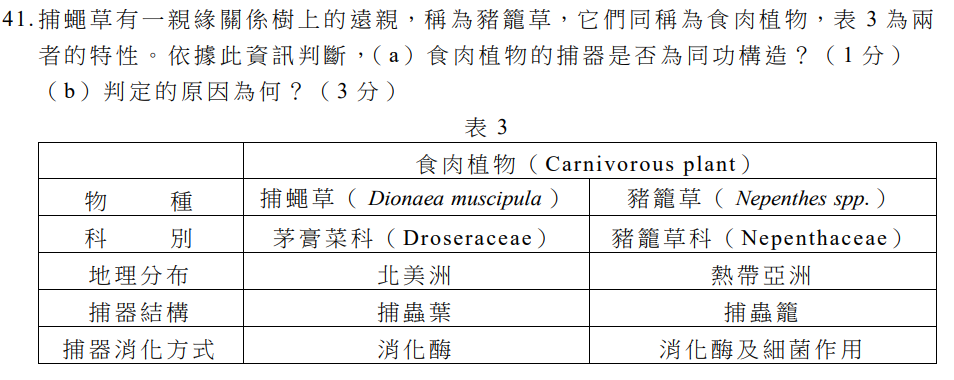 41.捕蠅草有一親緣關係樹上的遠親，稱為豬籠草，它們同稱為食肉植物，表 3 為兩
者的特性。依據此資訊判斷，（a）食肉植物的捕器是否為同功構造？（1 分）
（b）判定的原因為何？（3 分）
表 3
食肉植物（Carnivorous plant）
物 種 捕蠅草（ Dionaea muscipula ） 豬籠草（ Nepenthes spp.）
科 別 茅膏菜科（Droseraceae） 豬籠草科（Nepenthaceae）
地理分布 北美洲 熱帶亞洲
捕器結構 捕蟲葉 捕蟲籠
捕器消化方式 消化酶 消化酶及細菌作用